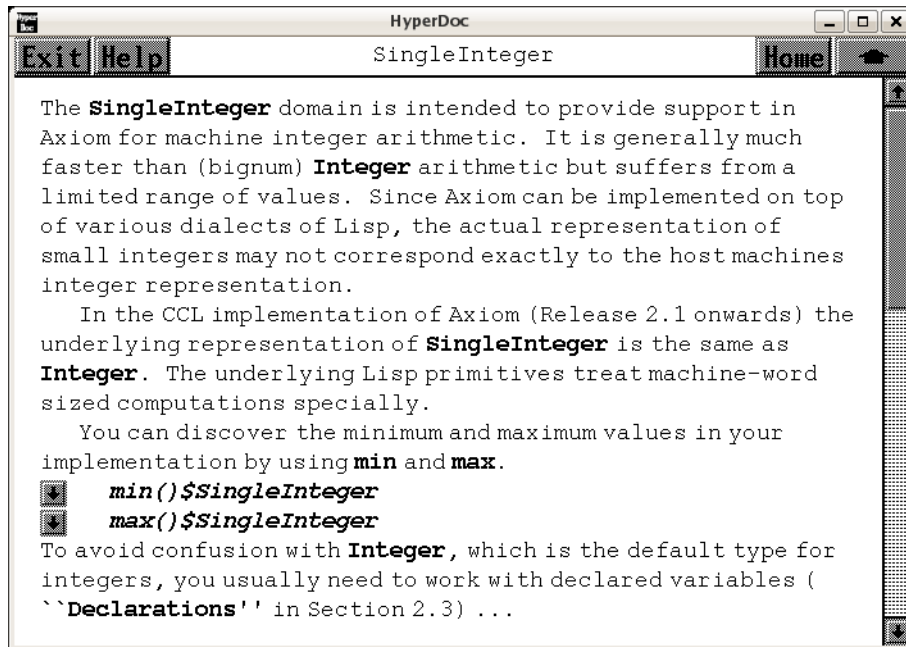 Hyper Doc
HyperDoc
Exit Help SingleInteger Home
The SingleInteger domain is intended to provide support in
Axiom for machine integer arithmetic. It is generally much
faster than (bignum) Integer arithmetic but suffers from a
limited range of values. Since Axiom can be implemented on top
of various dialects of Lisp, the actual representation of
small integers may not correspond exactly to the host machines
integer representation.
In the CCL implementation of Axiom (Release 2.1 onwards) the
underlying representation of SingleInteger is the same as
Integer. The underlying Lisp primitives treat machine-word
sized computations specially.
You can discover the minimum and maximum values in your
implementation by using min and max.
min()$SingleInteger
max()$SingleInteger
To avoid confusion with Integer, which is the default type for
integers, you usually need to work with declared variables (
``Declarations'' in Section 2.3) ...